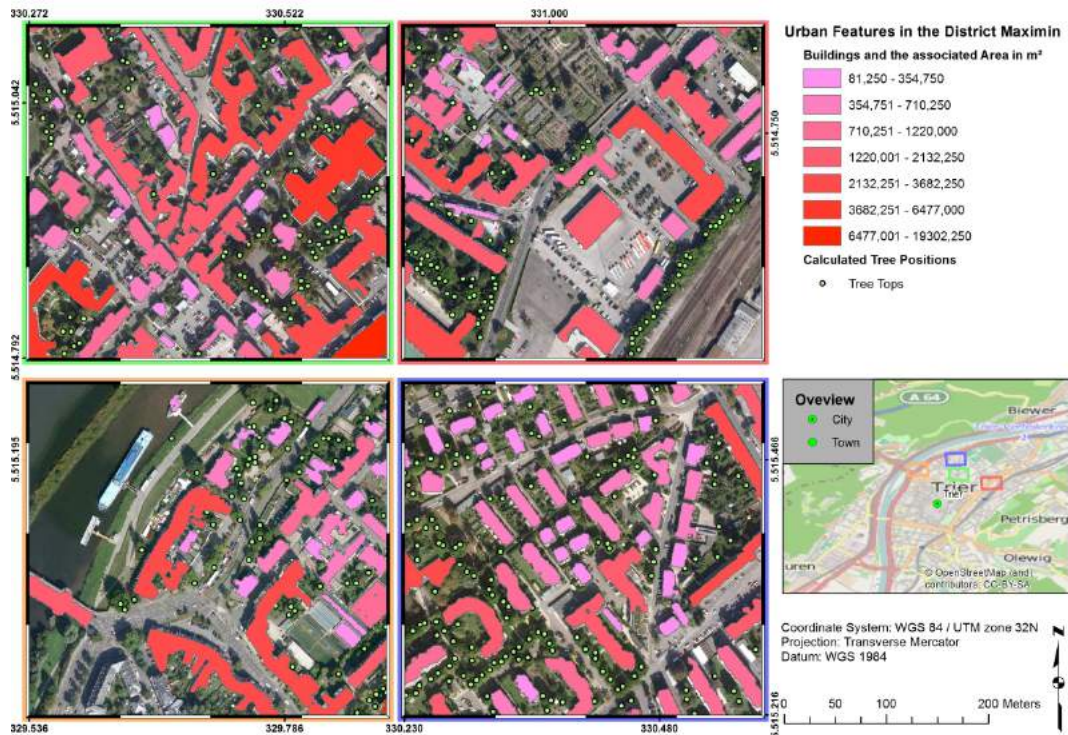 330.272
330.522
331.000
5.515.042
5.514.792
5.514.750
Urban Features in the District Maximin
Buildings and the associated Area in m²
81,250 - 354,750
354,751 - 710,250
710,251 - 1220,000
1220,001 - 2132,250
2132,251 - 3682,250
3682,251 - 6477,000
6477,001 - 19302,250
Calculated Tree Positions
Tree Tops
5.515.195
5.515.466
5.515.216
329.536
329.786
330.230
330.480
Oveview
City
Town
A 64
Biewer
Trier
Trier
Petrisberg
Olewig
uren
© OpenStreetMap (and)
contributors, CC-BY-SA
Coordinate System: WGS 84 / UTM zone 32N
Projection: Transverse Mercator
Datum: WGS 1984
0 50 100 200 Meters
N